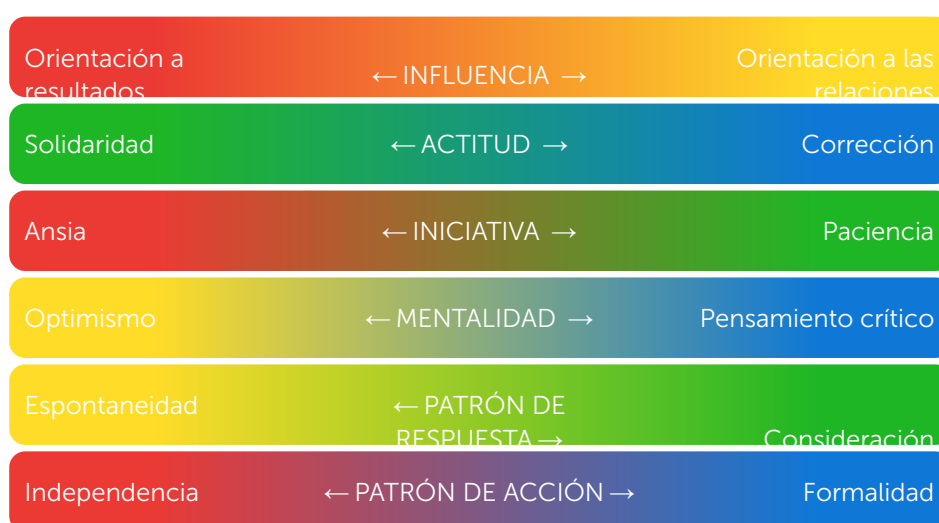 Orientación a
resultados
← INFLUENCIA →
Orientación a las
relaciones
Solidaridad
← ACTITUD →
Corrección
Ansia
← INICIATIVA →
Paciencia
Optimismo
← MENTALIDAD →
Pensamiento crítico
Espontaneidad
← PATRÓN DE
RESPUESTA →
Consideración
Independencia
← PATRÓN DE ACCIÓN →
Formalidad